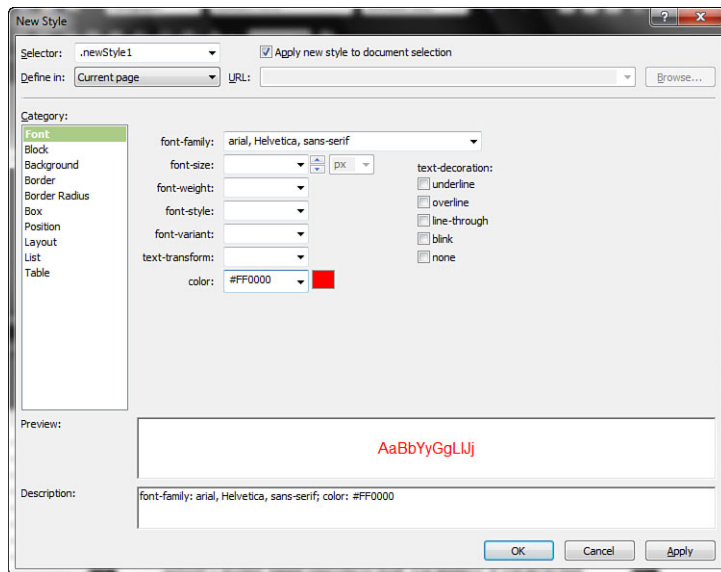 New Style
Selector: .newStyle1 Apply new style to document selection
Define in: Current page URL: Browse...
Category:
Font
Block
Background
Border
Border Radius
Box
Position
Layout
List
Table
font-family: arial, Helvetica, sans-serif
font-size: px
font-weight:
font-style:
font-variant:
text-transform:
color: #FF0000
text-decoration:
underline
overline
line-through
blink
none
Preview:
AaBbYyGgLlJj
Description:
font-family: arial, Helvetica, sans-serif; color: #FF0000
OK Cancel Apply